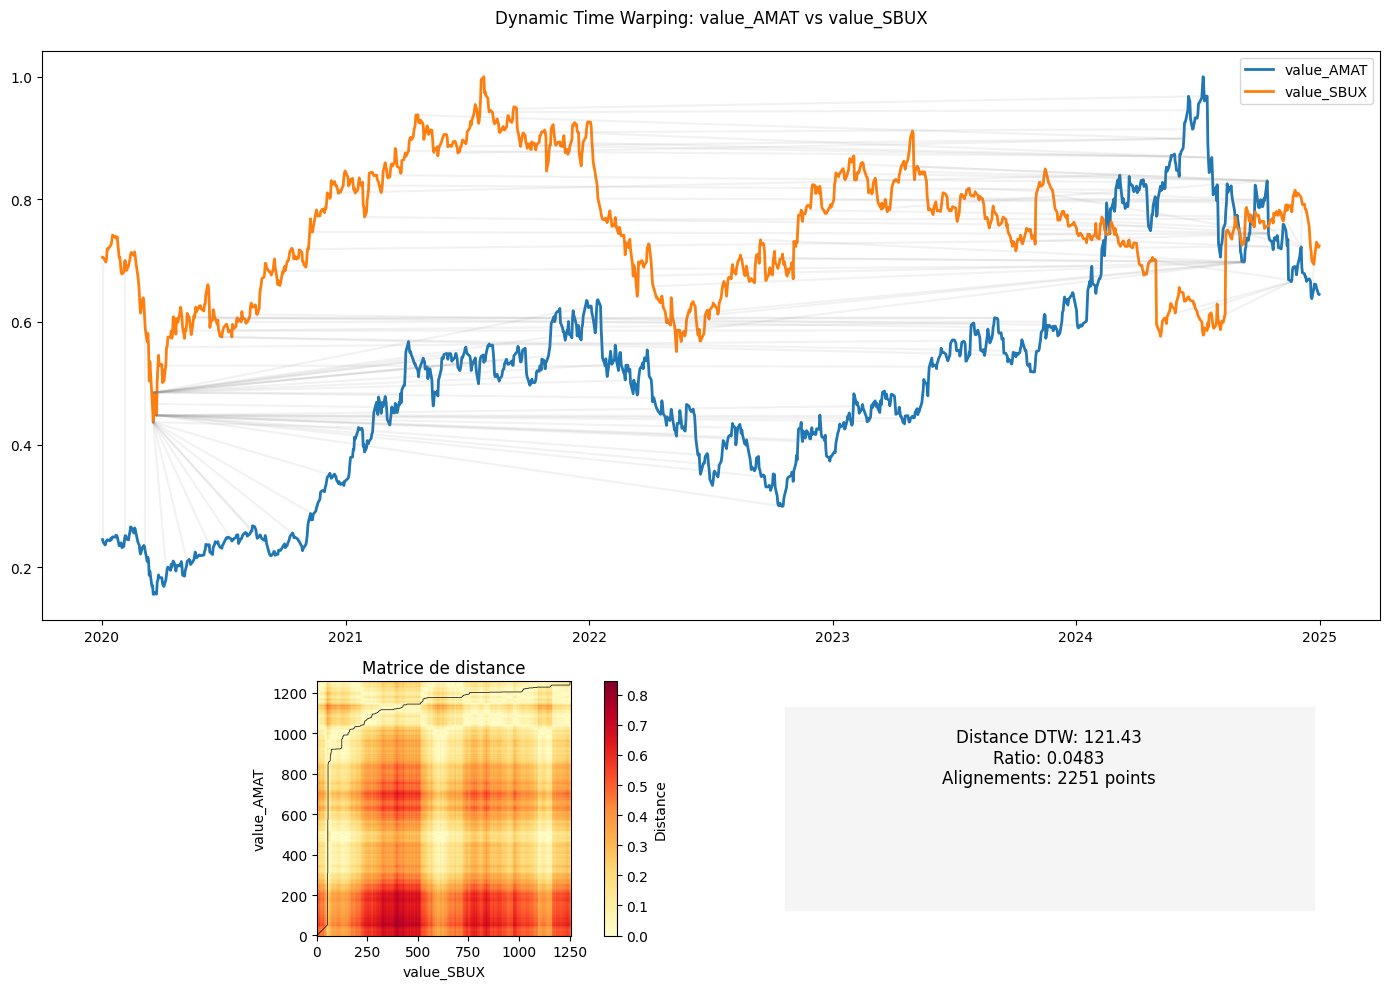 Dynamic Time Warping: value_AMAT vs value_SBUX
value_AMAT
value_SBUX
1.0
0.8
0.6
0.4
0.2
2020 2021 2022 2023 2024 2025
Matrice de distance
1200
1000
800
600
400
200
0
value_AMAT
0 250 500 750 1000 1250
value_SBUX
0.8
0.7
0.6
0.5
0.4
0.3
0.2
0.1
0.0
Distance
Distance DTW: 121.43
Ratio: 0.0483
Alignements: 2251 points